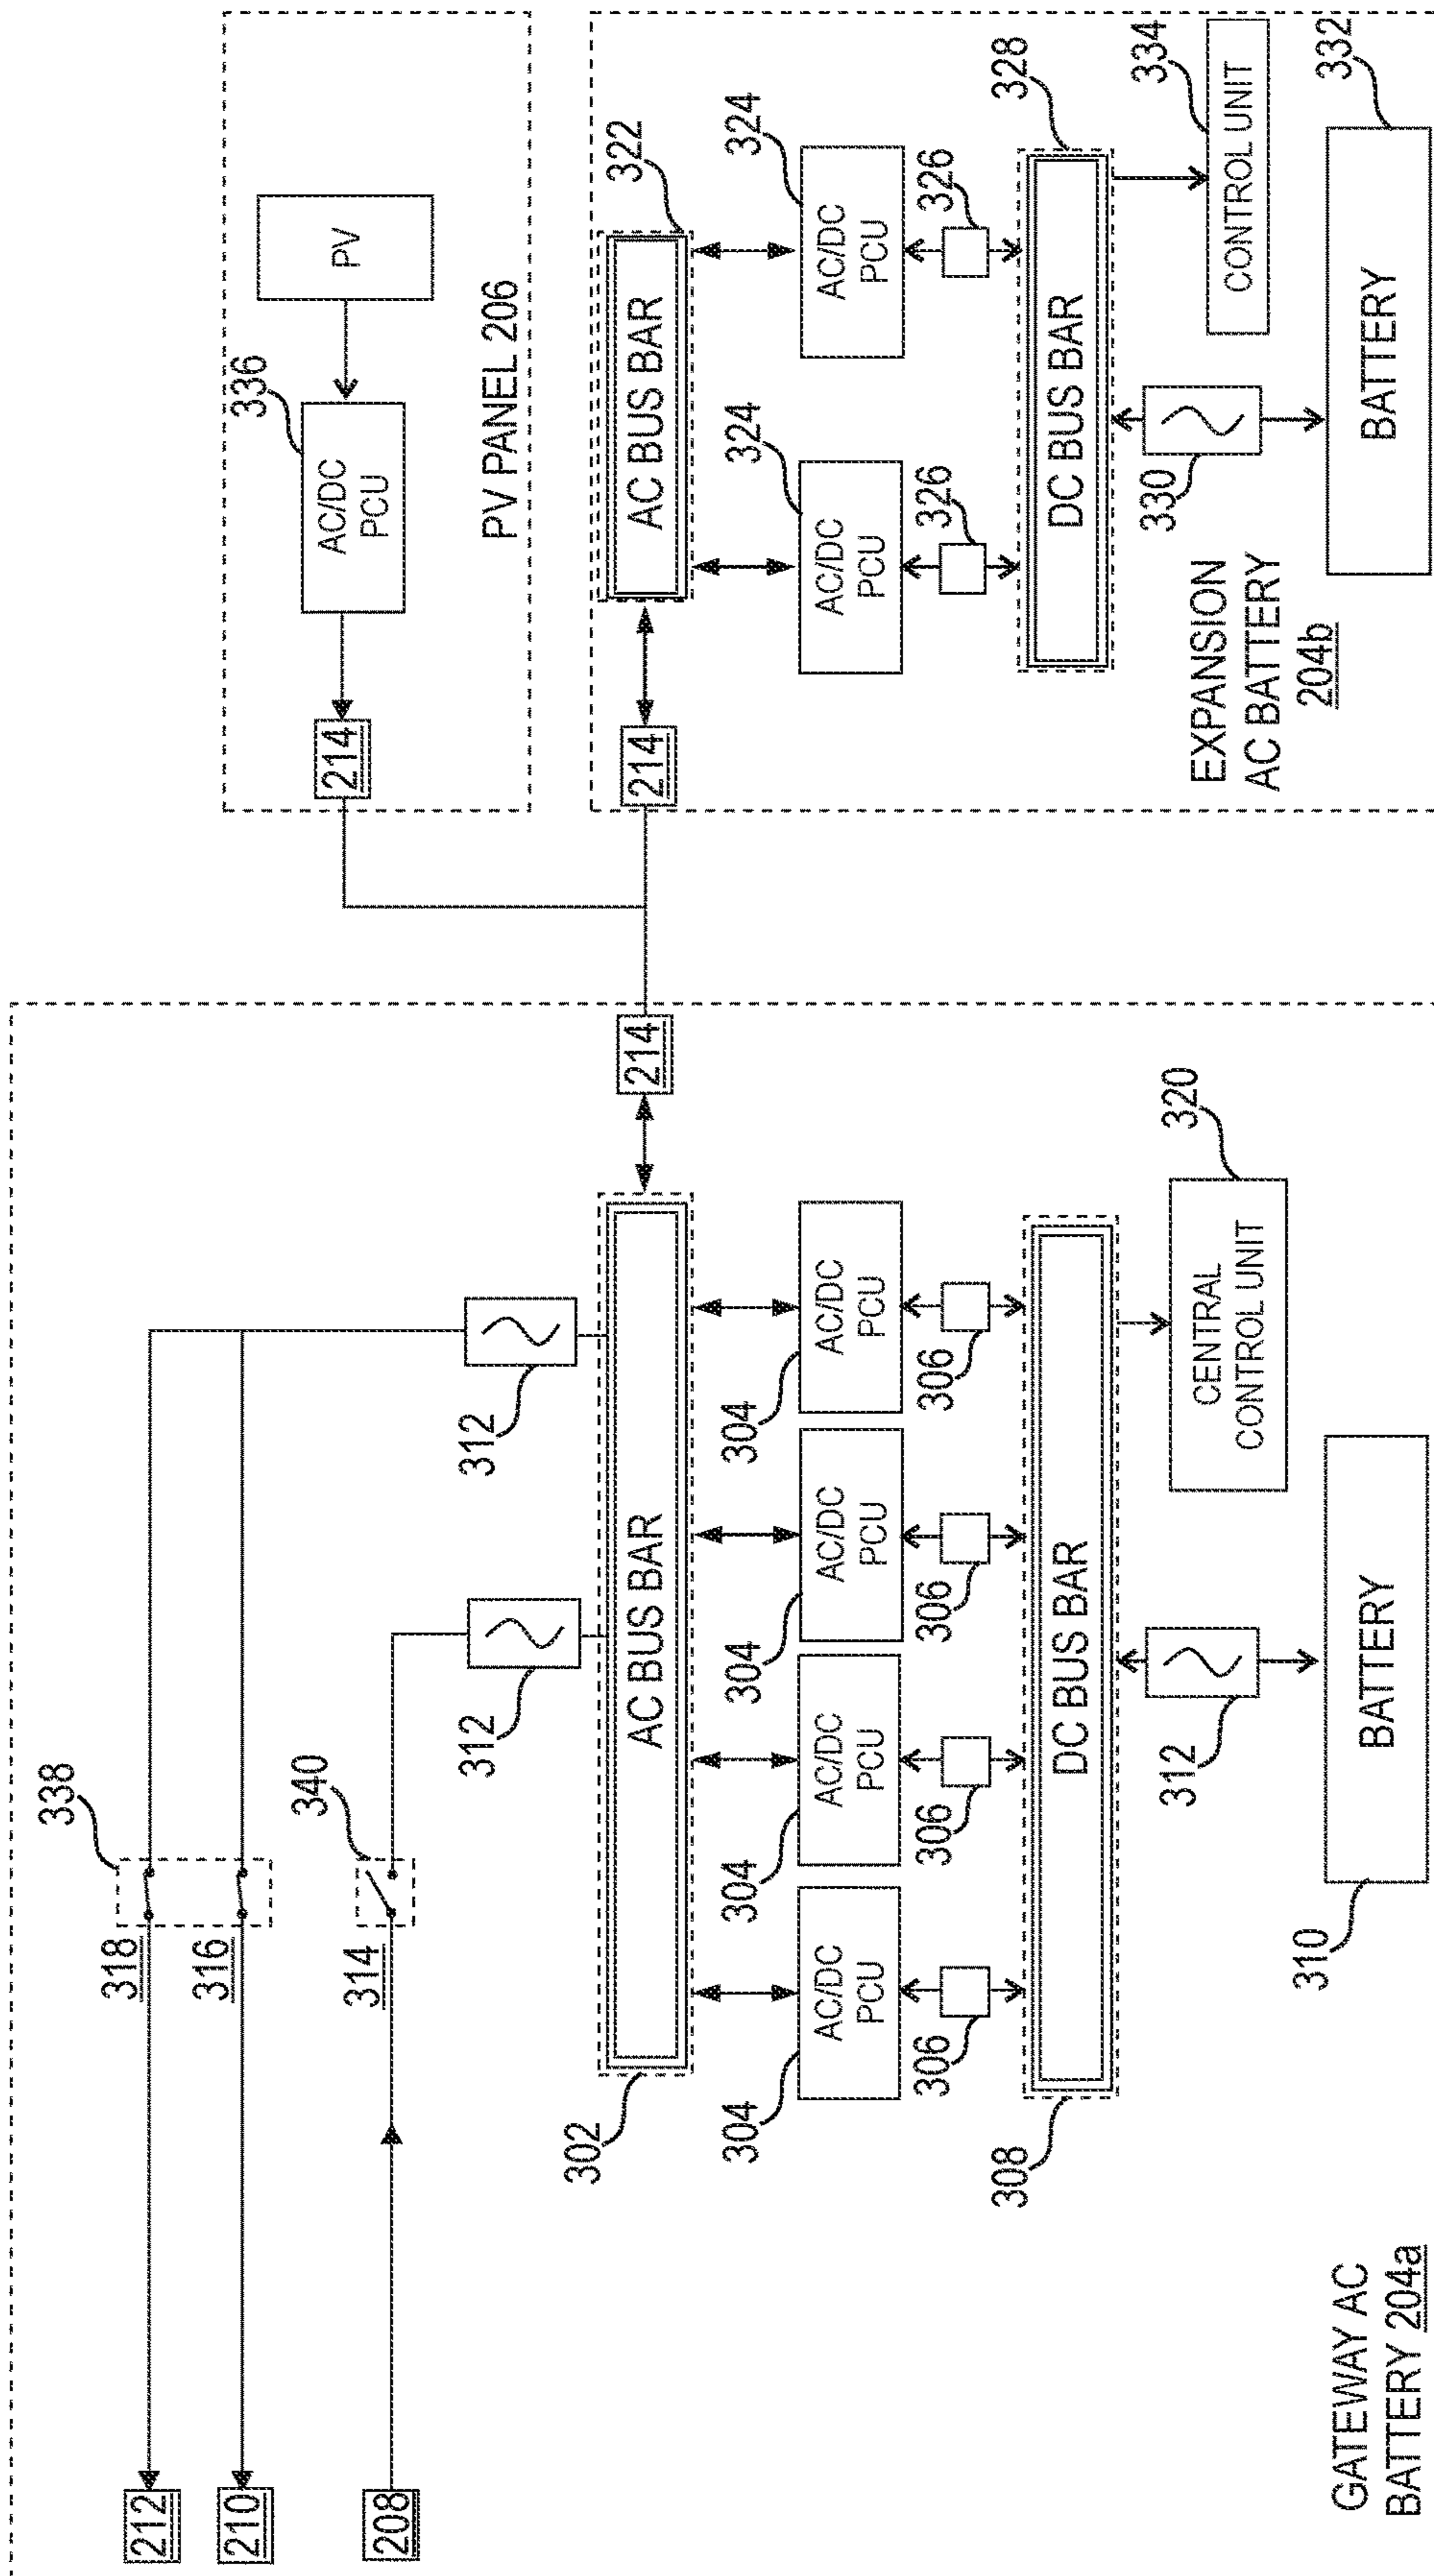 212
210
208
318
316
314
338
340
312
312
302
AC BUS BAR
214
304
304
304
304
AC/DC
PCU
AC/DC
PCU
AC/DC
PCU
AC/DC
PCU
306
306
306
306
308
DC BUS BAR
312
320
CENTRAL
CONTROL UNIT
310
BATTERY
GATEWAY AC
BATTERY 204a
214
336
AC/DC
PCU
PV
PV PANEL 206
214
322
AC BUS BAR
324
324
AC/DC
PCU
AC/DC
PCU
326
326
328
DC BUS BAR
330
334
CONTROL UNIT
332
BATTERY
EXPANSION
AC BATTERY
204b